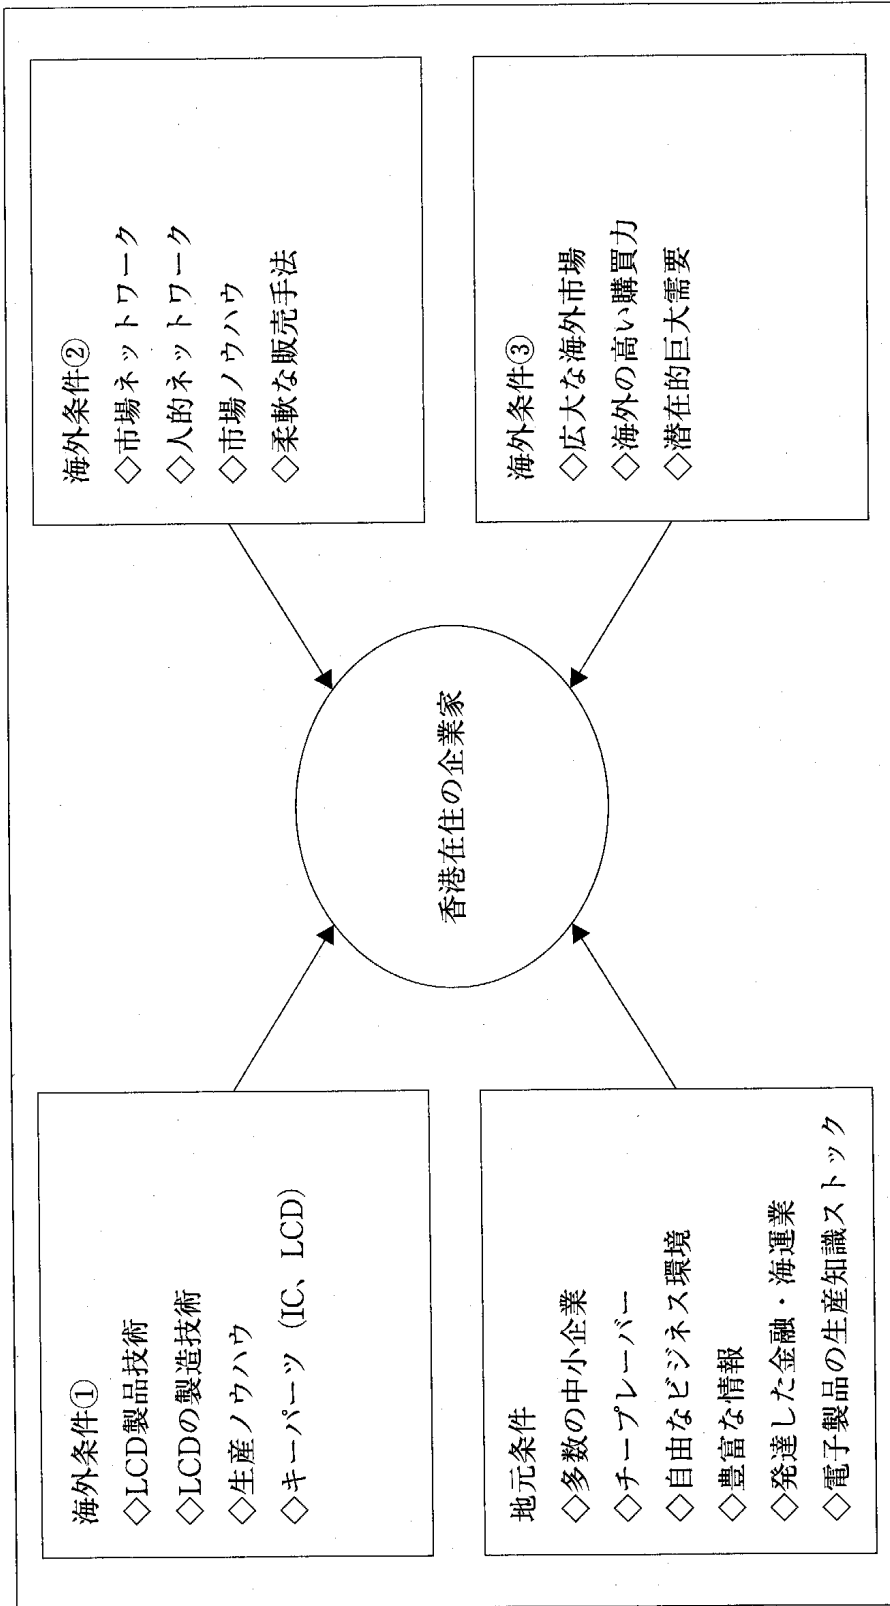 海外条件①
◇LCD製品技術
◇LCDの製造技術
◇生産ノウハウ
◇キーパーツ (IC、LCD)
海外条件②
◇市場ネットワーク
◇人的ネットワーク
◇市場ノウハウ
◇柔軟な販売手法
香港在住の企業家
地元条件
◇多数の中小企業
◇チープレーバー
◇自由なビジネス環境
◇豊富な情報
◇発達した金融・海運業
◇電子製品の生産知識ストック
海外条件③
◇広大な海外市場
◇海外の高い購買力
◇潜在的巨大需要